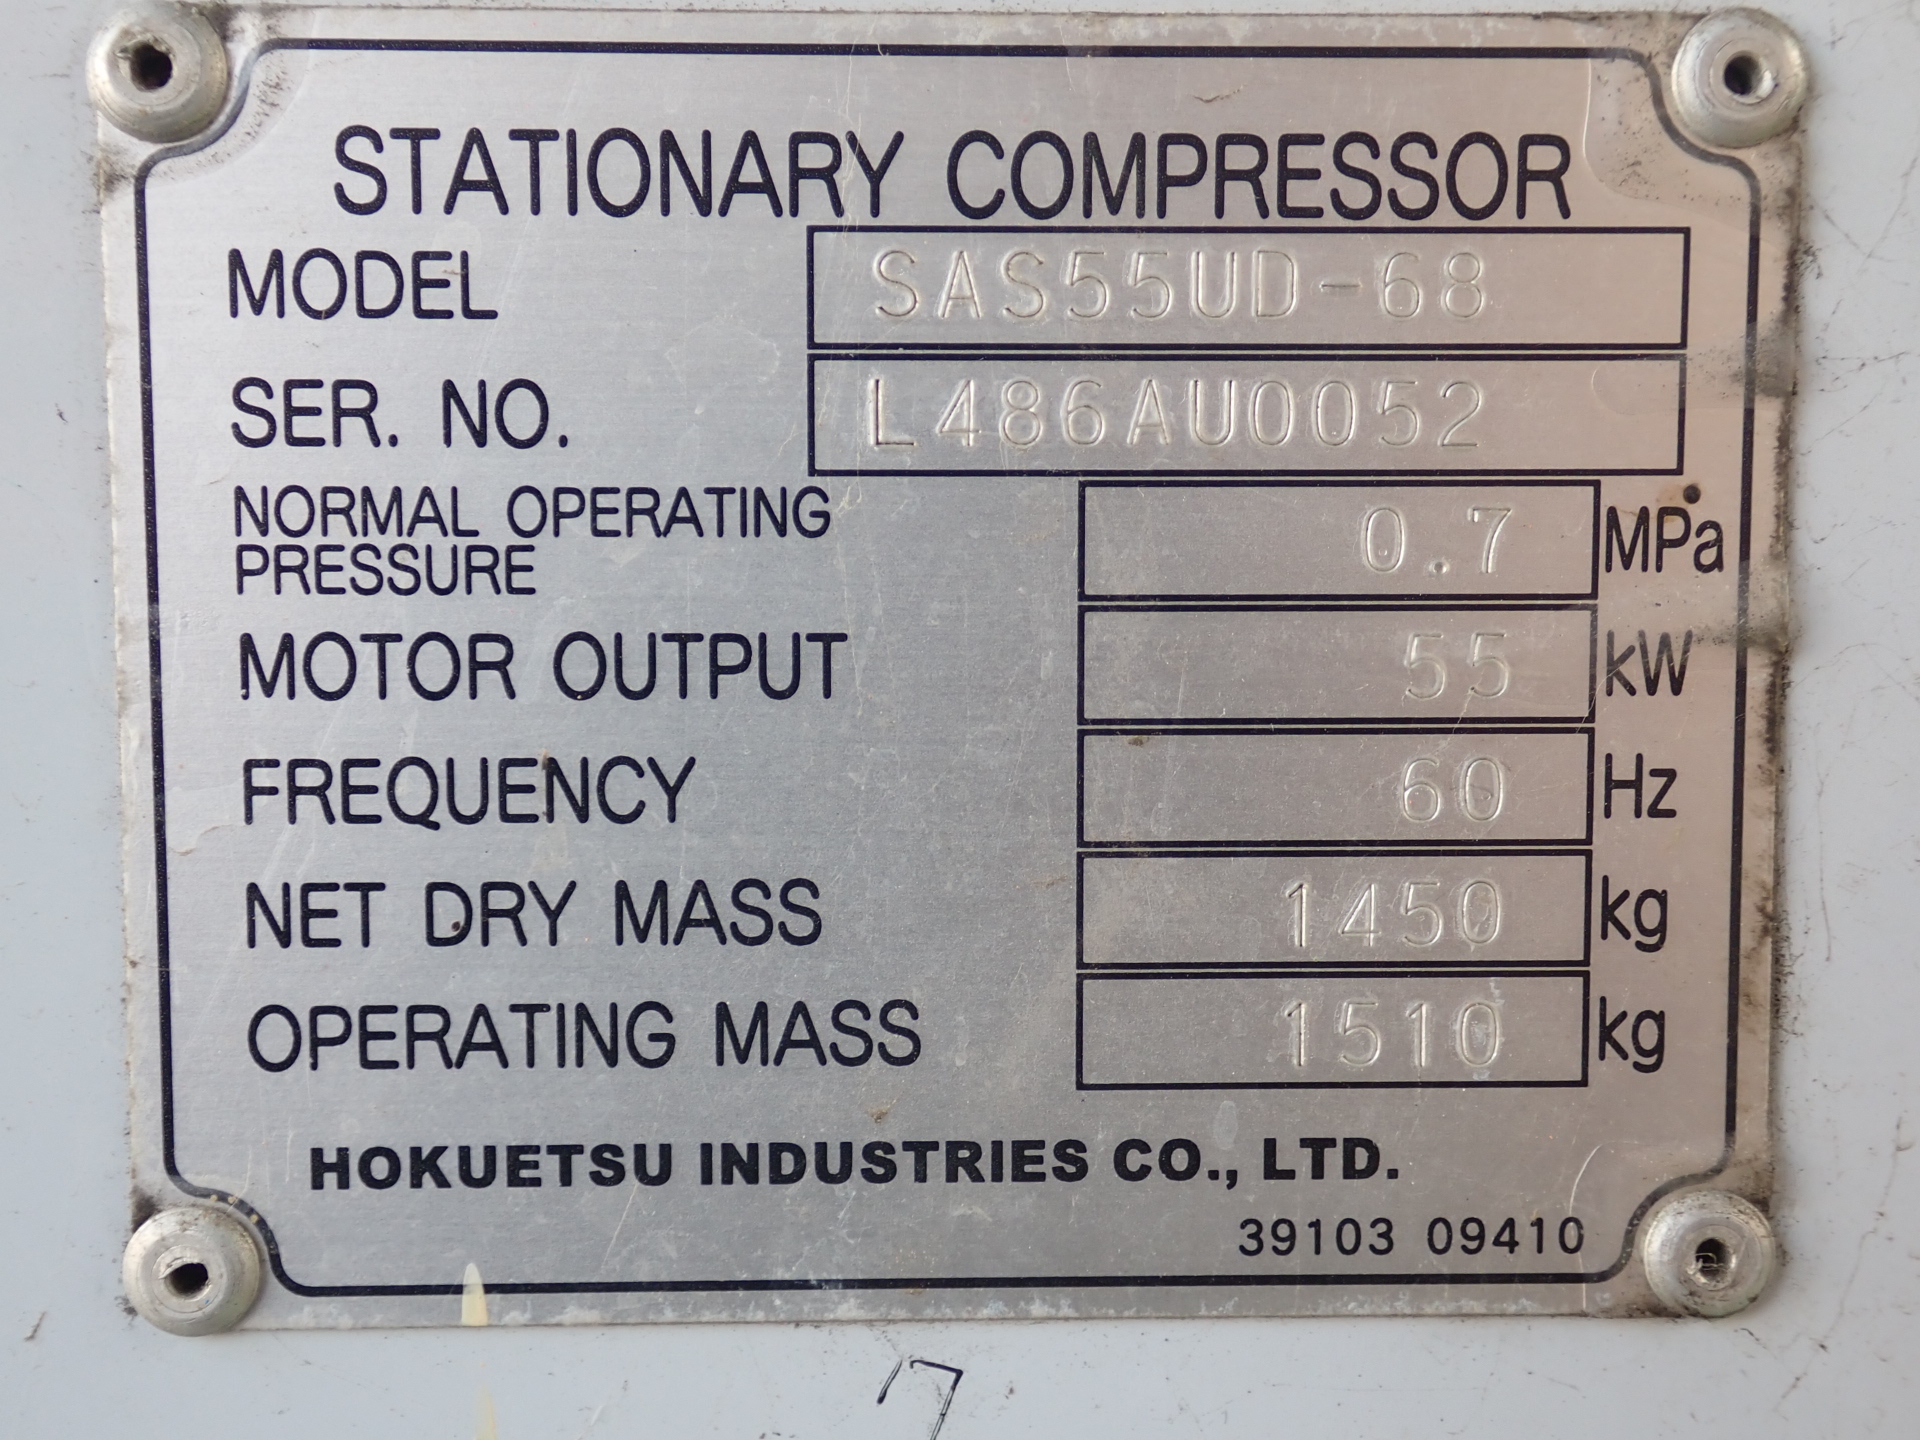 STATIONARY COMPRESSOR
MODEL SAS55UD-68
SER. NO. L486AU0052
NORMAL OPERATING
PRESSURE 0.7 MPa
MOTOR OUTPUT 55 kW
FREQUENCY 60 Hz
NET DRY MASS 1450 kg
OPERATING MASS 1510 kg
HOKUETSU INDUSTRIES CO., LTD.
39103 09410
7